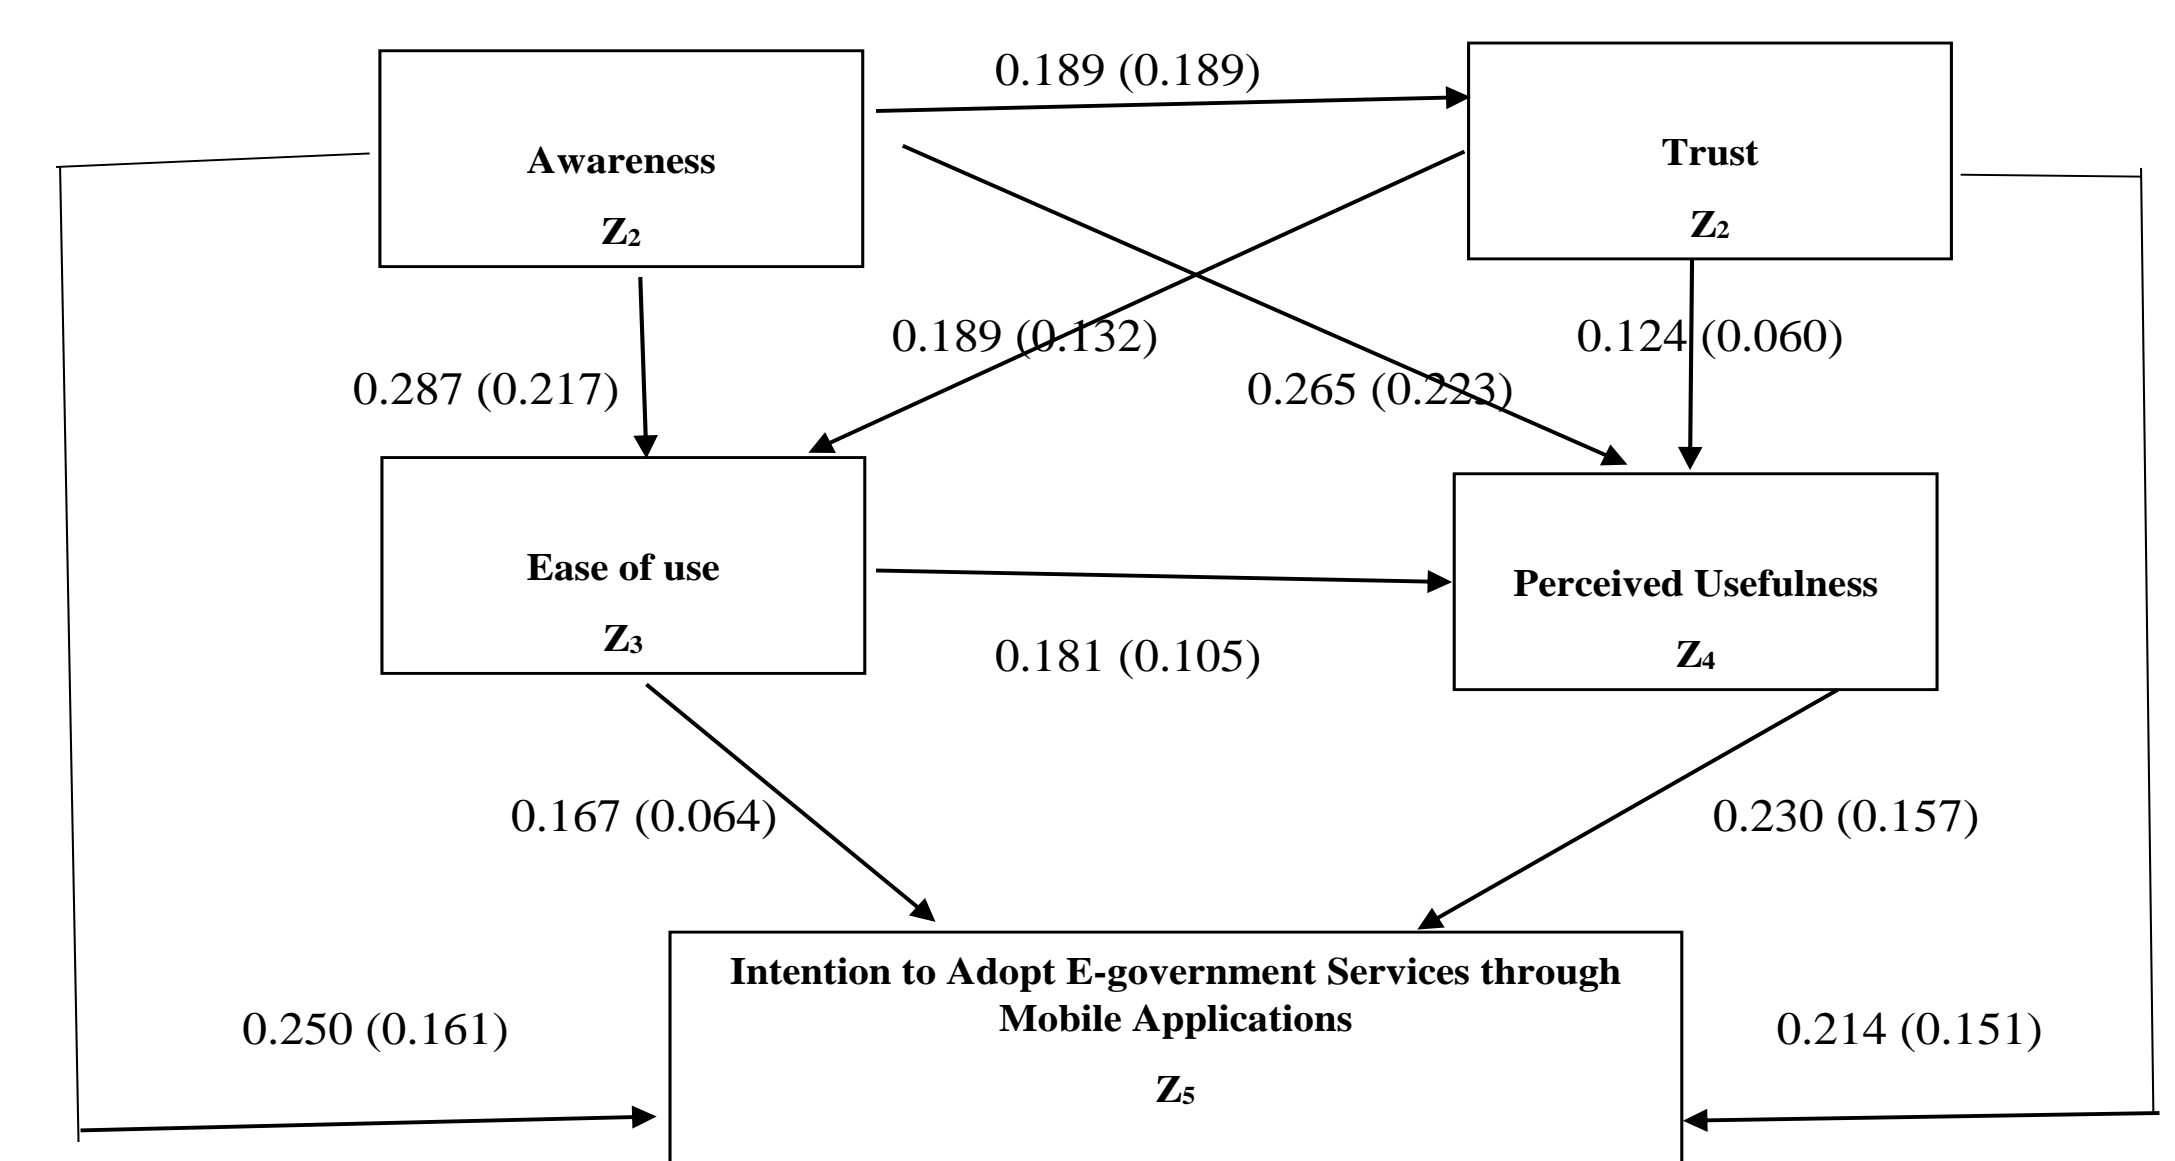 0.189 (0.189)
Awareness
Z₂
Trust
Z₂
0.189 (0.132)
0.124 (0.060)
0.287 (0.217)
0.265 (0.223)
Ease of use
Z₃
Perceived Usefulness
Z₄
0.181 (0.105)
0.167 (0.064)
0.230 (0.157)
Intention to Adopt E-government Services through
Mobile Applications
Z₅
0.250 (0.161)
0.214 (0.151)